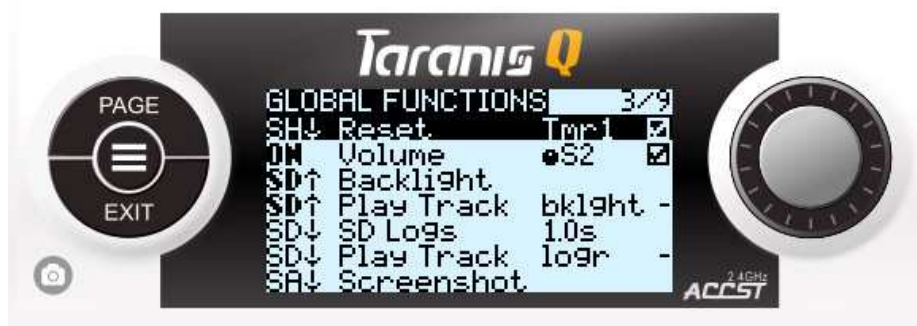 Taranis Q
PAGE
EXIT
GLOBAL FUNCTIONS 3/9
SH↓ Reset Tmr1 ☑
ON Volume ●S2 ☑
SD↑ Backlight
SD↑ Play Track bklght -
SD↓ SD Logs 1.0s
SD↓ Play Track logr -
SA↓ Screenshot
2.4GHz
ACCST